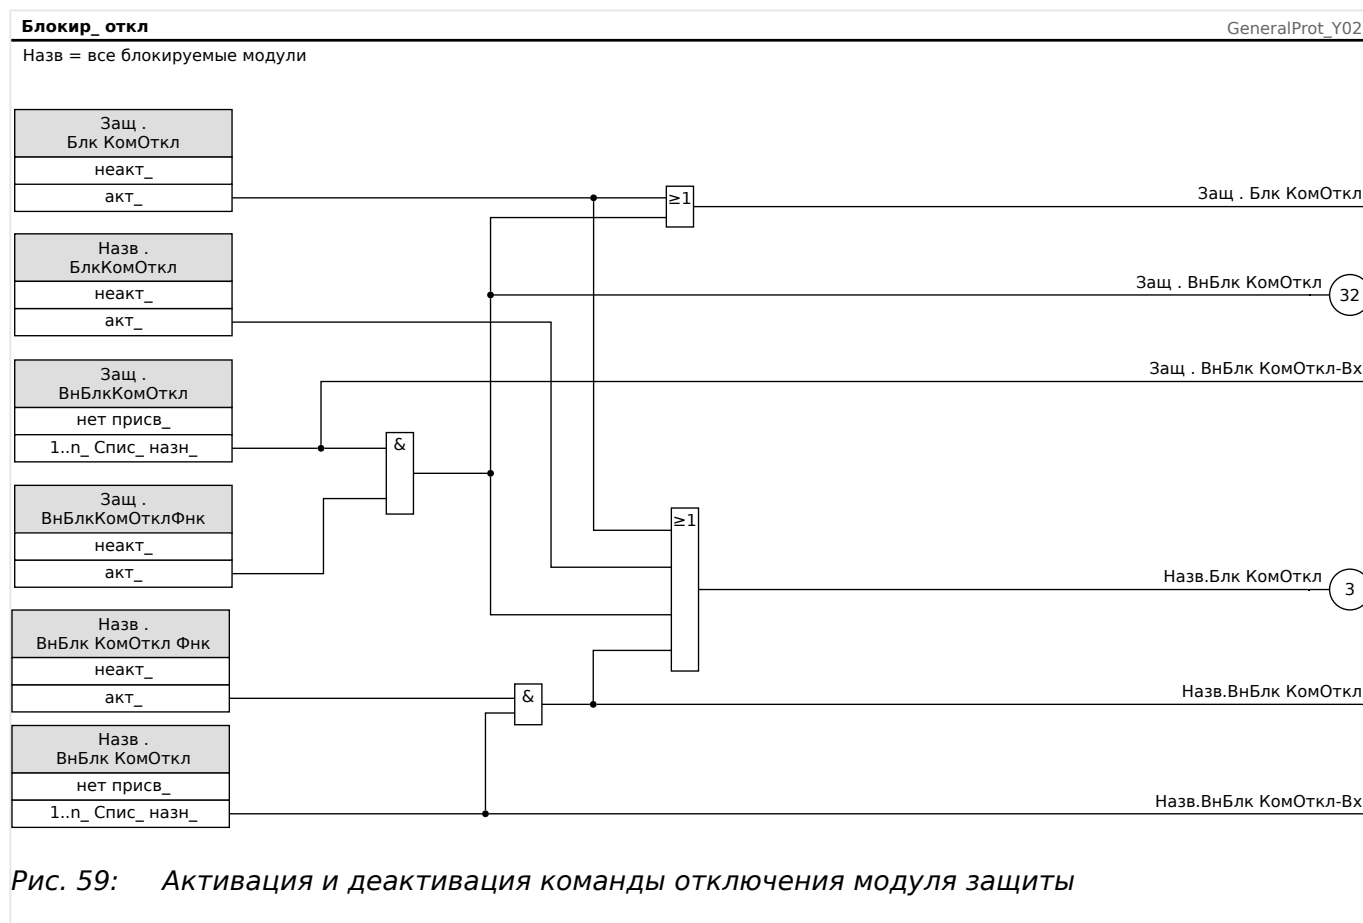 Блокир_ откл
GeneralProt_Y02
Назв = все блокируемые модули
Защ .
Блк КомОткл
неакт_
акт_
≥1
Защ . Блк КомОткл
Назв .
БлкКомОткл
неакт_
акт_
Защ . ВнБлк КомОткл
32
Защ .
ВнБлкКомОткл
нет присв_
1..n_ Спис_ назн_
&
Защ . ВнБлк КомОткл-Вх
Защ .
ВнБлкКомОтклФнк
неакт_
акт_
≥1
Назв.Блк КомОткл
3
Назв .
ВнБлк КомОткл Фнк
неакт_
акт_
&
Назв.ВнБлк КомОткл
Назв .
ВнБлк КомОткл
нет присв_
1..n_ Спис_ назн_
Назв.ВнБлк КомОткл-Вх
Рис. 59: Активация и деактивация команды отключения модуля защиты